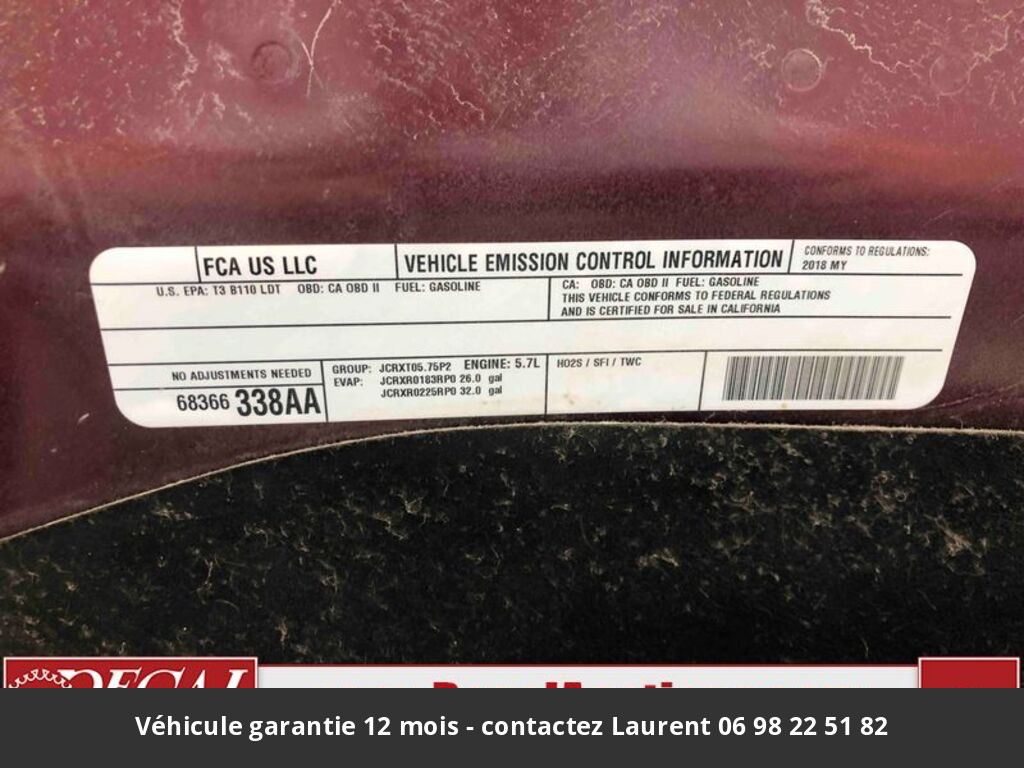 FCA US LLC
VEHICLE EMISSION CONTROL INFORMATION
CONFORMS TO REGULATIONS:
2018 MY
U.S. EPA: T3 B110 LDT OBD: CA OBD II FUEL: GASOLINE
CA: OBD: CA OBD II FUEL: GASOLINE
THIS VEHICLE CONFORMS TO FEDERAL REGULATIONS
AND IS CERTIFIED FOR SALE IN CALIFORNIA
NO ADJUSTMENTS NEEDED
68366 338AA
GROUP: JCRXT05.75P2 ENGINE: 5.7L
EVAP: JCRXR0183RP0 26.0 gal
JCRXR0225RP0 32.0 gal
HO2S / SFI / TWC
Véhicule garantie 12 mois - contactez Laurent 06 98 22 51 82